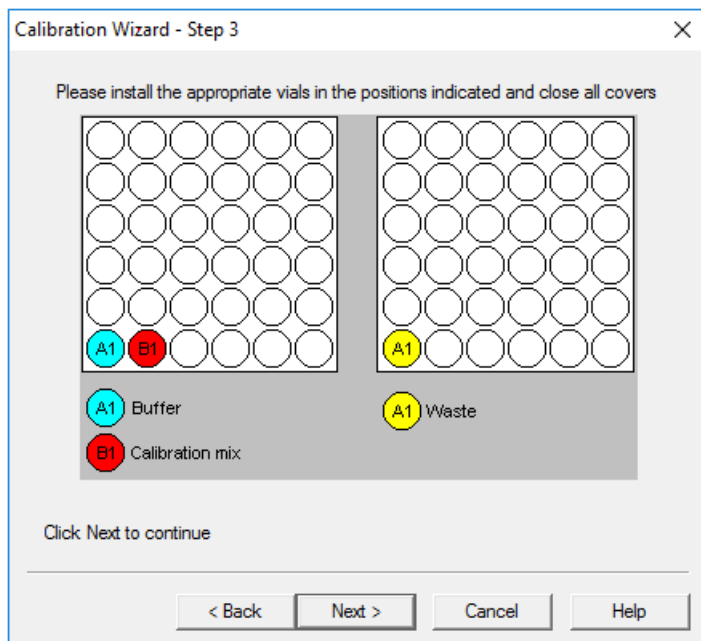 Calibration Wizard - Step 3
Please install the appropriate vials in the positions indicated and close all covers
A1 B1 A1
A1 Buffer A1 Waste
B1 Calibration mix
Click Next to continue
< Back Next > Cancel Help